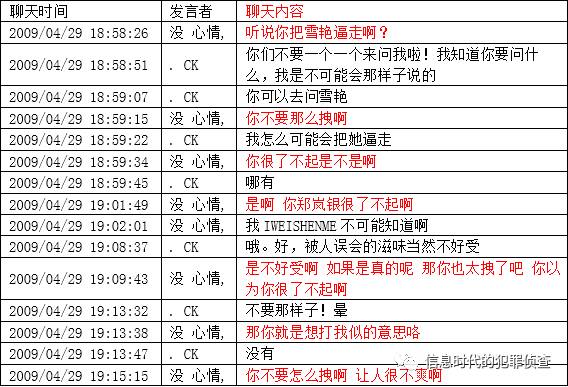 聊天时间 发言者 聊天内容
2009/04/29 18:58:26 没 心情, 听说你把雪艳逼走啊?
2009/04/29 18:58:51 . CK 你们不要一个一个来问我啦!我知道你要问什
么,我是不可能会那样子说的
2009/04/29 18:59:07 . CK 你可以去问雪艳
2009/04/29 18:59:15 没 心情, 你不要那么拽啊
2009/04/29 18:59:22 . CK 我怎么可能会把她逼走
2009/04/29 18:59:34 没 心情, 你很了不起是不是啊
2009/04/29 18:59:45 . CK 哪有
2009/04/29 19:01:49 没 心情, 是啊 你郑岚银很了不起啊
2009/04/29 19:02:01 没 心情, 我IWEISHENME不可能知道啊
2009/04/29 19:08:37 . CK 哦。好,被人误会的滋味当然不好受
2009/04/29 19:09:43 没 心情, 是不好受啊 如果是真的呢 那你也太拽了吧 你以
为你很了不起啊
2009/04/29 19:13:32 . CK 不要那样子!晕
2009/04/29 19:13:38 没 心情, 那你就是想打我似的意思咯
2009/04/29 19:13:47 . CK 没有
2009/04/29 19:15:15 没 心情, 你不要怎么拽啊 让人很不爽啊
信息时代的犯罪侦查